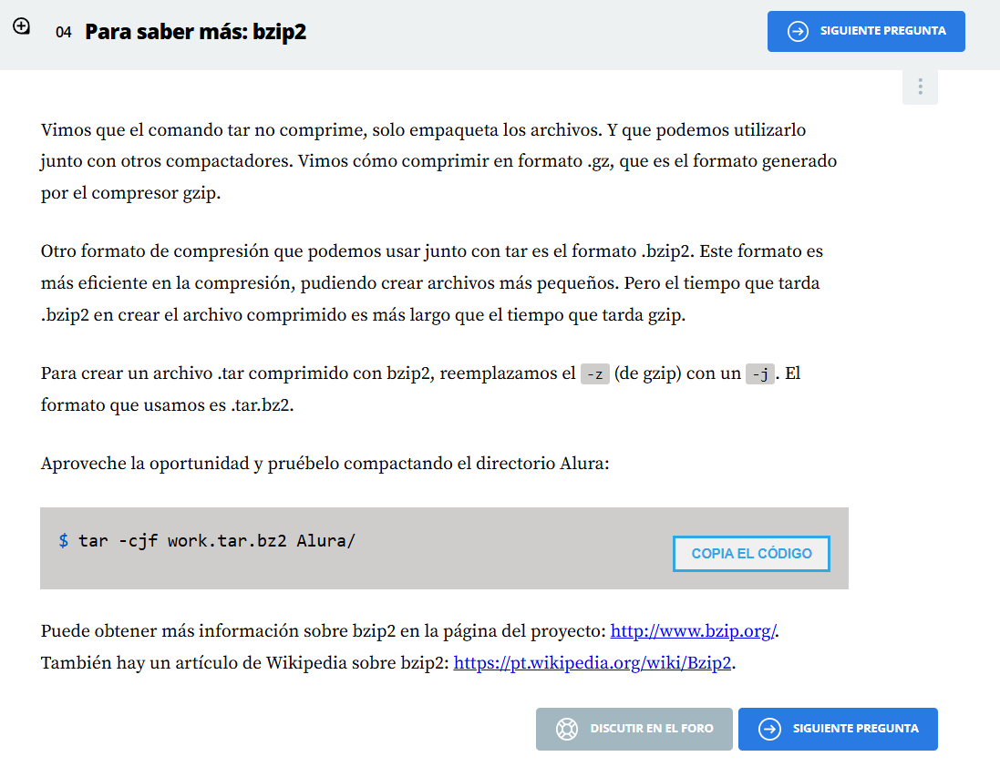 04 Para saber más: bzip2
SIGUIENTE PREGUNTA
Vimos que el comando tar no comprime, solo empaqueta los archivos. Y que podemos utilizarlo
junto con otros compactadores. Vimos cómo comprimir en formato .gz, que es el formato generado
por el compresor gzip.
Otro formato de compresión que podemos usar junto con tar es el formato .bzip2. Este formato es
más eficiente en la compresión, pudiendo crear archivos más pequeños. Pero el tiempo que tarda
.bzip2 en crear el archivo comprimido es más largo que el tiempo que tarda gzip.
Para crear un archivo .tar comprimido con bzip2, reemplazamos el -z (de gzip) con un -j. El
formato que usamos es .tar.bz2.
Aproveche la oportunidad y pruébelo compactando el directorio Alura:
$ tar -cjf work.tar.bz2 Alura/
COPIA EL CÓDIGO
Puede obtener más información sobre bzip2 en la página del proyecto: http://www.bzip.org/.
También hay un artículo de Wikipedia sobre bzip2: https://pt.wikipedia.org/wiki/Bzip2.
DISCUTIR EN EL FORO
SIGUIENTE PREGUNTA